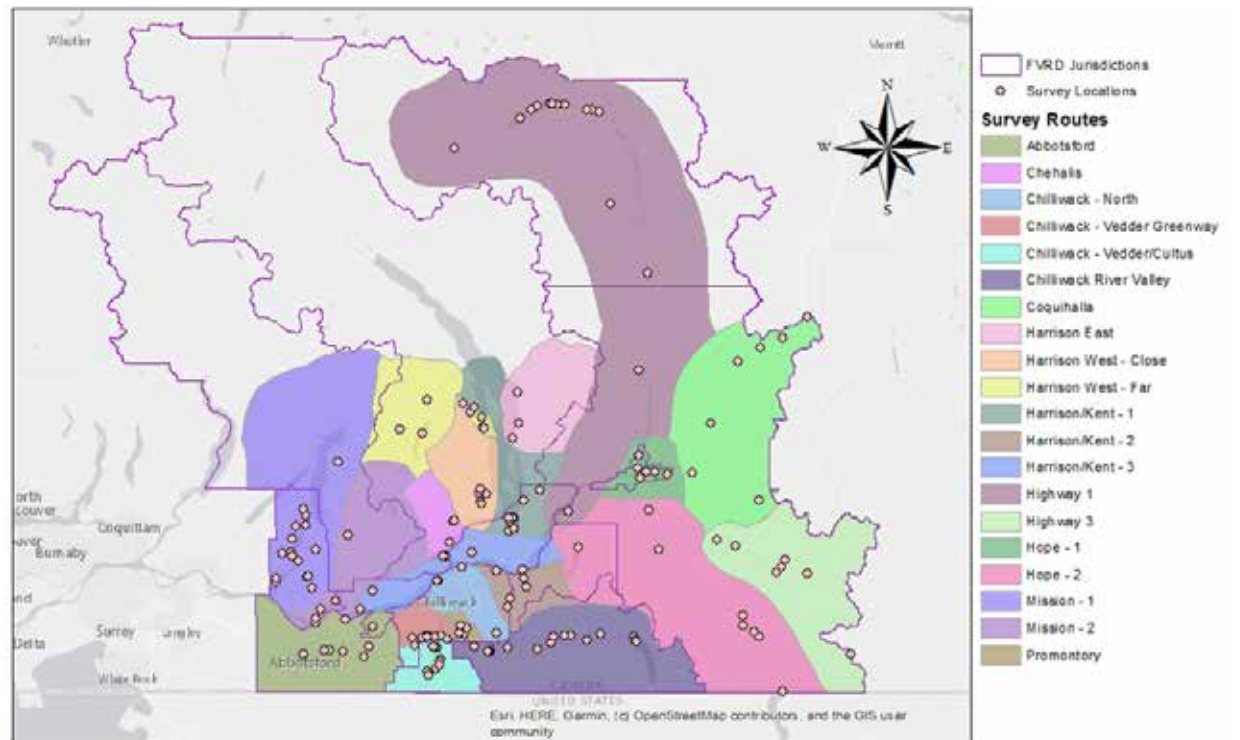 Whistler
Merritt
N
W E
S
Coquitlam
Burnaby
Delta
Surrey
Langley
White Rock
Abbotsford
Chilliwack
CANADA
UNITED STATES
Esri, HERE, Garmin, (c) OpenStreetMap contributors, and the GIS user
community
FVRD Jurisdictions
Survey Locations
Survey Routes
Abbotsford
Chehalis
Chilliwack - North
Chilliwack - Vedder Greenway
Chilliwack - Vedder/Cultus
Chilliwack River Valley
Coquihalla
Harrison East
Harrison West - Close
Harrison West - Far
Harrison/Kent - 1
Harrison/Kent - 2
Harrison/Kent - 3
Highway 1
Highway 3
Hope - 1
Hope - 2
Mission - 1
Mission - 2
Promontory